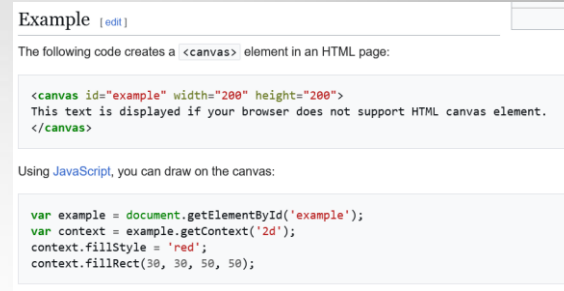 Example [edit]
The following code creates a <canvas> element in an HTML page:
<canvas id="example" width="200" height="200">
This text is displayed if your browser does not support HTML canvas element.
</canvas>
Using JavaScript, you can draw on the canvas:
var example = document.getElementById('example');
var context = example.getContext('2d');
context.fillStyle = 'red';
context.fillRect(30, 30, 50, 50);